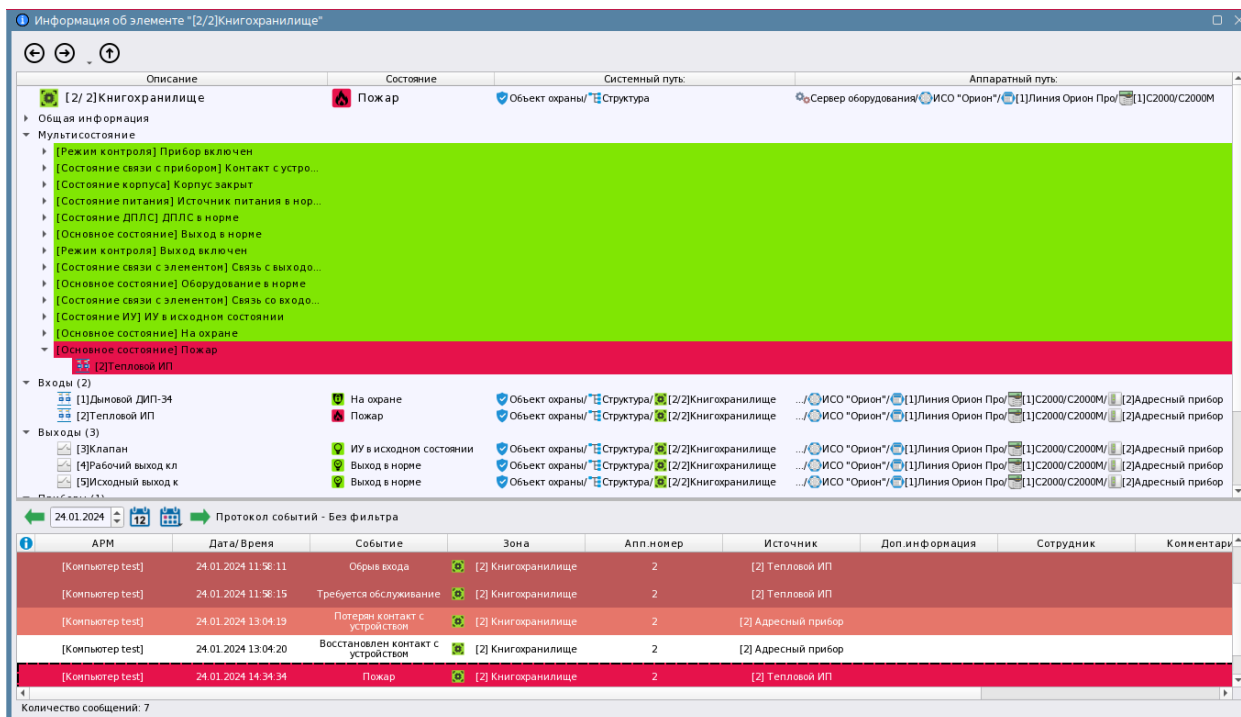 Информация об элементе "[2/2]Книгохранилище"
Описание Состояние Системный путь: Аппаратный путь:
[2/2]Книгохранилище Пожар Объект охраны/Структура Сервер оборудования/ИСО "Орион"/[1]Линия Орион Про/[1]С2000/С2000М
Общая информация
Мультисостояние
[Режим контроля] Прибор включен
[Состояние связи с прибором] Контакт с устро...
[Состояние корпуса] Корпус закрыт
[Состояние питания] Источник питания в нор...
[Состояние ДПЛС] ДПЛС в норме
[Основное состояние] Выход в норме
[Режим контроля] Выход включен
[Состояние связи с элементом] Связь с выходо...
[Основное состояние] Оборудование в норме
[Состояние связи с элементом] Связь со входо...
[Состояние ИУ] ИУ в исходном состоянии
[Основное состояние] На охране
[Основное состояние] Пожар
[2]Тепловой ИП
Входы (2)
[1]Дымовой ДИП-34 На охране Объект охраны/Структура/[2/2]Книгохранилище .../ИСО "Орион"/[1]Линия Орион Про/[1]С2000/С2000М/[2]Адресный прибор
[2]Тепловой ИП Пожар Объект охраны/Структура/[2/2]Книгохранилище .../ИСО "Орион"/[1]Линия Орион Про/[1]С2000/С2000М/[2]Адресный прибор
Выходы (3)
[3]Клапан ИУ в исходном состоянии Объект охраны/Структура/[2/2]Книгохранилище .../ИСО "Орион"/[1]Линия Орион Про/[1]С2000/С2000М/[2]Адресный прибор
[4]Рабочий выход кл Выход в норме Объект охраны/Структура/[2/2]Книгохранилище .../ИСО "Орион"/[1]Линия Орион Про/[1]С2000/С2000М/[2]Адресный прибор
[5]Исходный выход к Выход в норме Объект охраны/Структура/[2/2]Книгохранилище .../ИСО "Орион"/[1]Линия Орион Про/[1]С2000/С2000М/[2]Адресный прибор
24.01.2024 12 Протокол событий - Без фильтра
АРМ Дата/Время Событие Зона Апп.номер Источник Доп.информация Сотрудник Комментари
[Компьютер test] 24.01.2024 11:58:11 Обрыв входа [2] Книгохранилище 2 [2] Тепловой ИП
[Компьютер test] 24.01.2024 11:58:15 Требуется обслуживание [2] Книгохранилище 2 [2] Тепловой ИП
[Компьютер test] 24.01.2024 13:04:19 Потерян контакт с устройством [2] Книгохранилище 2 [2] Адресный прибор
[Компьютер test] 24.01.2024 13:04:20 Восстановлен контакт с устройством [2] Книгохранилище 2 [2] Адресный прибор
[Компьютер test] 24.01.2024 14:34:34 Пожар [2] Книгохранилище 2 [2] Тепловой ИП
Количество сообщений: 7